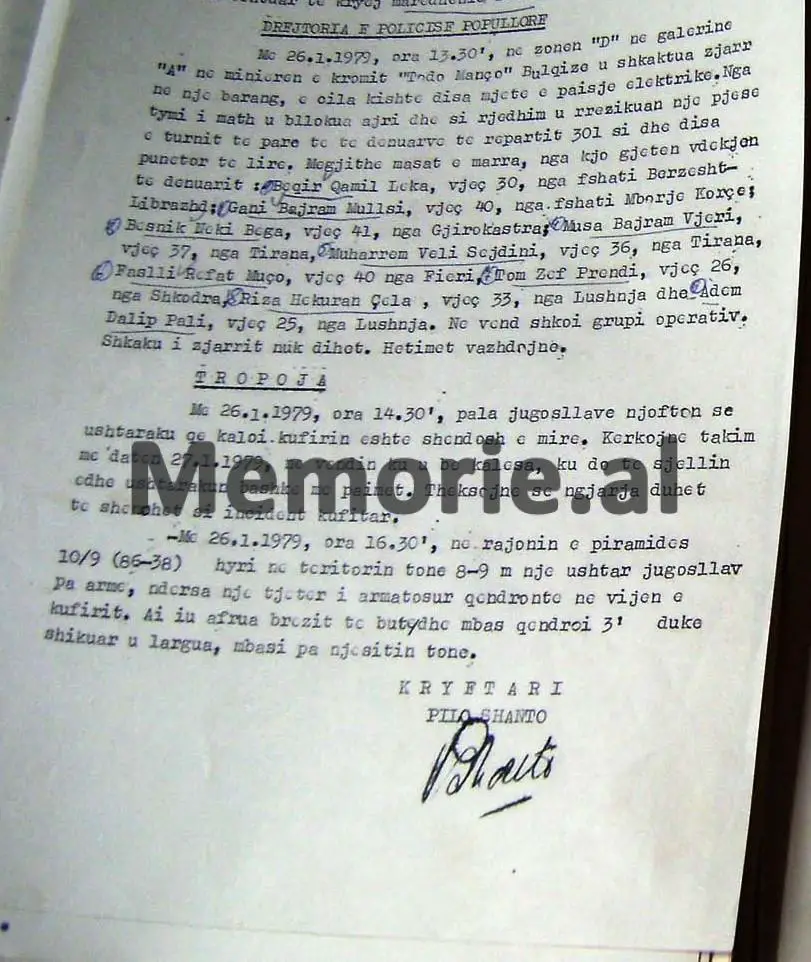 te kryej
DREJTORIA E POLICISE POPULLORE
Me 26.1.1979, ora 13.30', ne zonen "D" ne galerine
"A" ne minieren e kromit "Todo Manço" Bulqize u shkaktua zjarr
ne nje barang, e cila kishte disa mjete e paisje elektrike.Nga
tymi i math u bllokua ajri dhe si rjedhim u rrezikuan nje pjese
e turnit te pare te te denuarve te repartit 301 si dhe disa
punetor te lire. Megjithe masat e marra, nga kjo gjeten vdekjen
te denuarit : Beqir Qamil Leka, vjeç 30, nga fshati Berzesht-
Librazhd; Gani Bajram Mullsi, vjeç 40, nga fshati Mborje Korçe;
Besnik Neki Bega, vjeç 41, nga Gjirokastra; Musa Bajram Vjeri,
vjeç 37, nga Tirana, Muharrem Veli Sejdini, vjeç 36, nga Tirana,
Faslli Refat Muço, vjeç 40 nga Fieri, Tom Zef Prendi, vjeç 26,
nga Shkodra, Riza Hekuran Çela , vjeç 33, nga Lushnja dhe Adem
Dalip Pali, vjeç 25, nga Lushnja. Ne vend shkoi grupi operativ.
Shkaku i zjarrit nuk dihet. Hetimet vazhdojne.
T R O P O J A
Me 26.1.1979, ora 14.30', pala jugosllave njofton se
ushtaraku qe kaloi kufirin eshte shendosh e mire. Kerkojne takim
me daten 27.1.1979, ne vendin ku u be kalesa, ku do te sjellin
edhe ushtarakun bashke me paimet. Theksojne se ngjarja duhet
te shenohet si incident kufitar.
Memorie.al
-Me 26.1.1979, ora 16.30', ne rajonin e piramides
10/9 (86-38) hyri ne teritorin tone 8-9 m nje ushtar jugosllav
pa arme, ndersa nje tjeter i armatosur qendronte ne vijen e
kufirit. Ai iu afrua brezit te butydhe mbas qendroi 3' duke
shikuar u largua, mbasi pa njesitin tone.
K R Y E T A R I
PILO SHANTO
PShanto